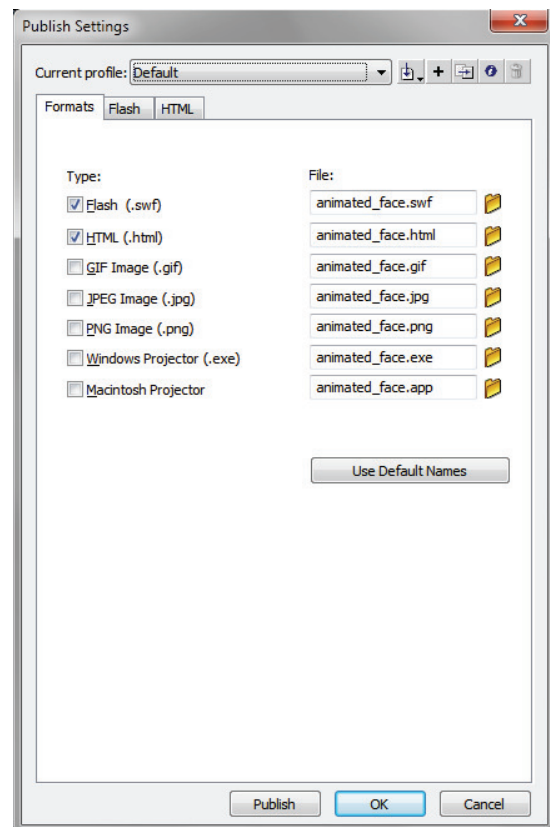 Publish Settings
Current profile: Default
Formats Flash HTML
Type: File:
Flash (.swf) animated_face.swf
HTML (.html) animated_face.html
GIF Image (.gif) animated_face.gif
JPEG Image (.jpg) animated_face.jpg
PNG Image (.png) animated_face.png
Windows Projector (.exe) animated_face.exe
Macintosh Projector animated_face.app
Use Default Names
Publish OK Cancel